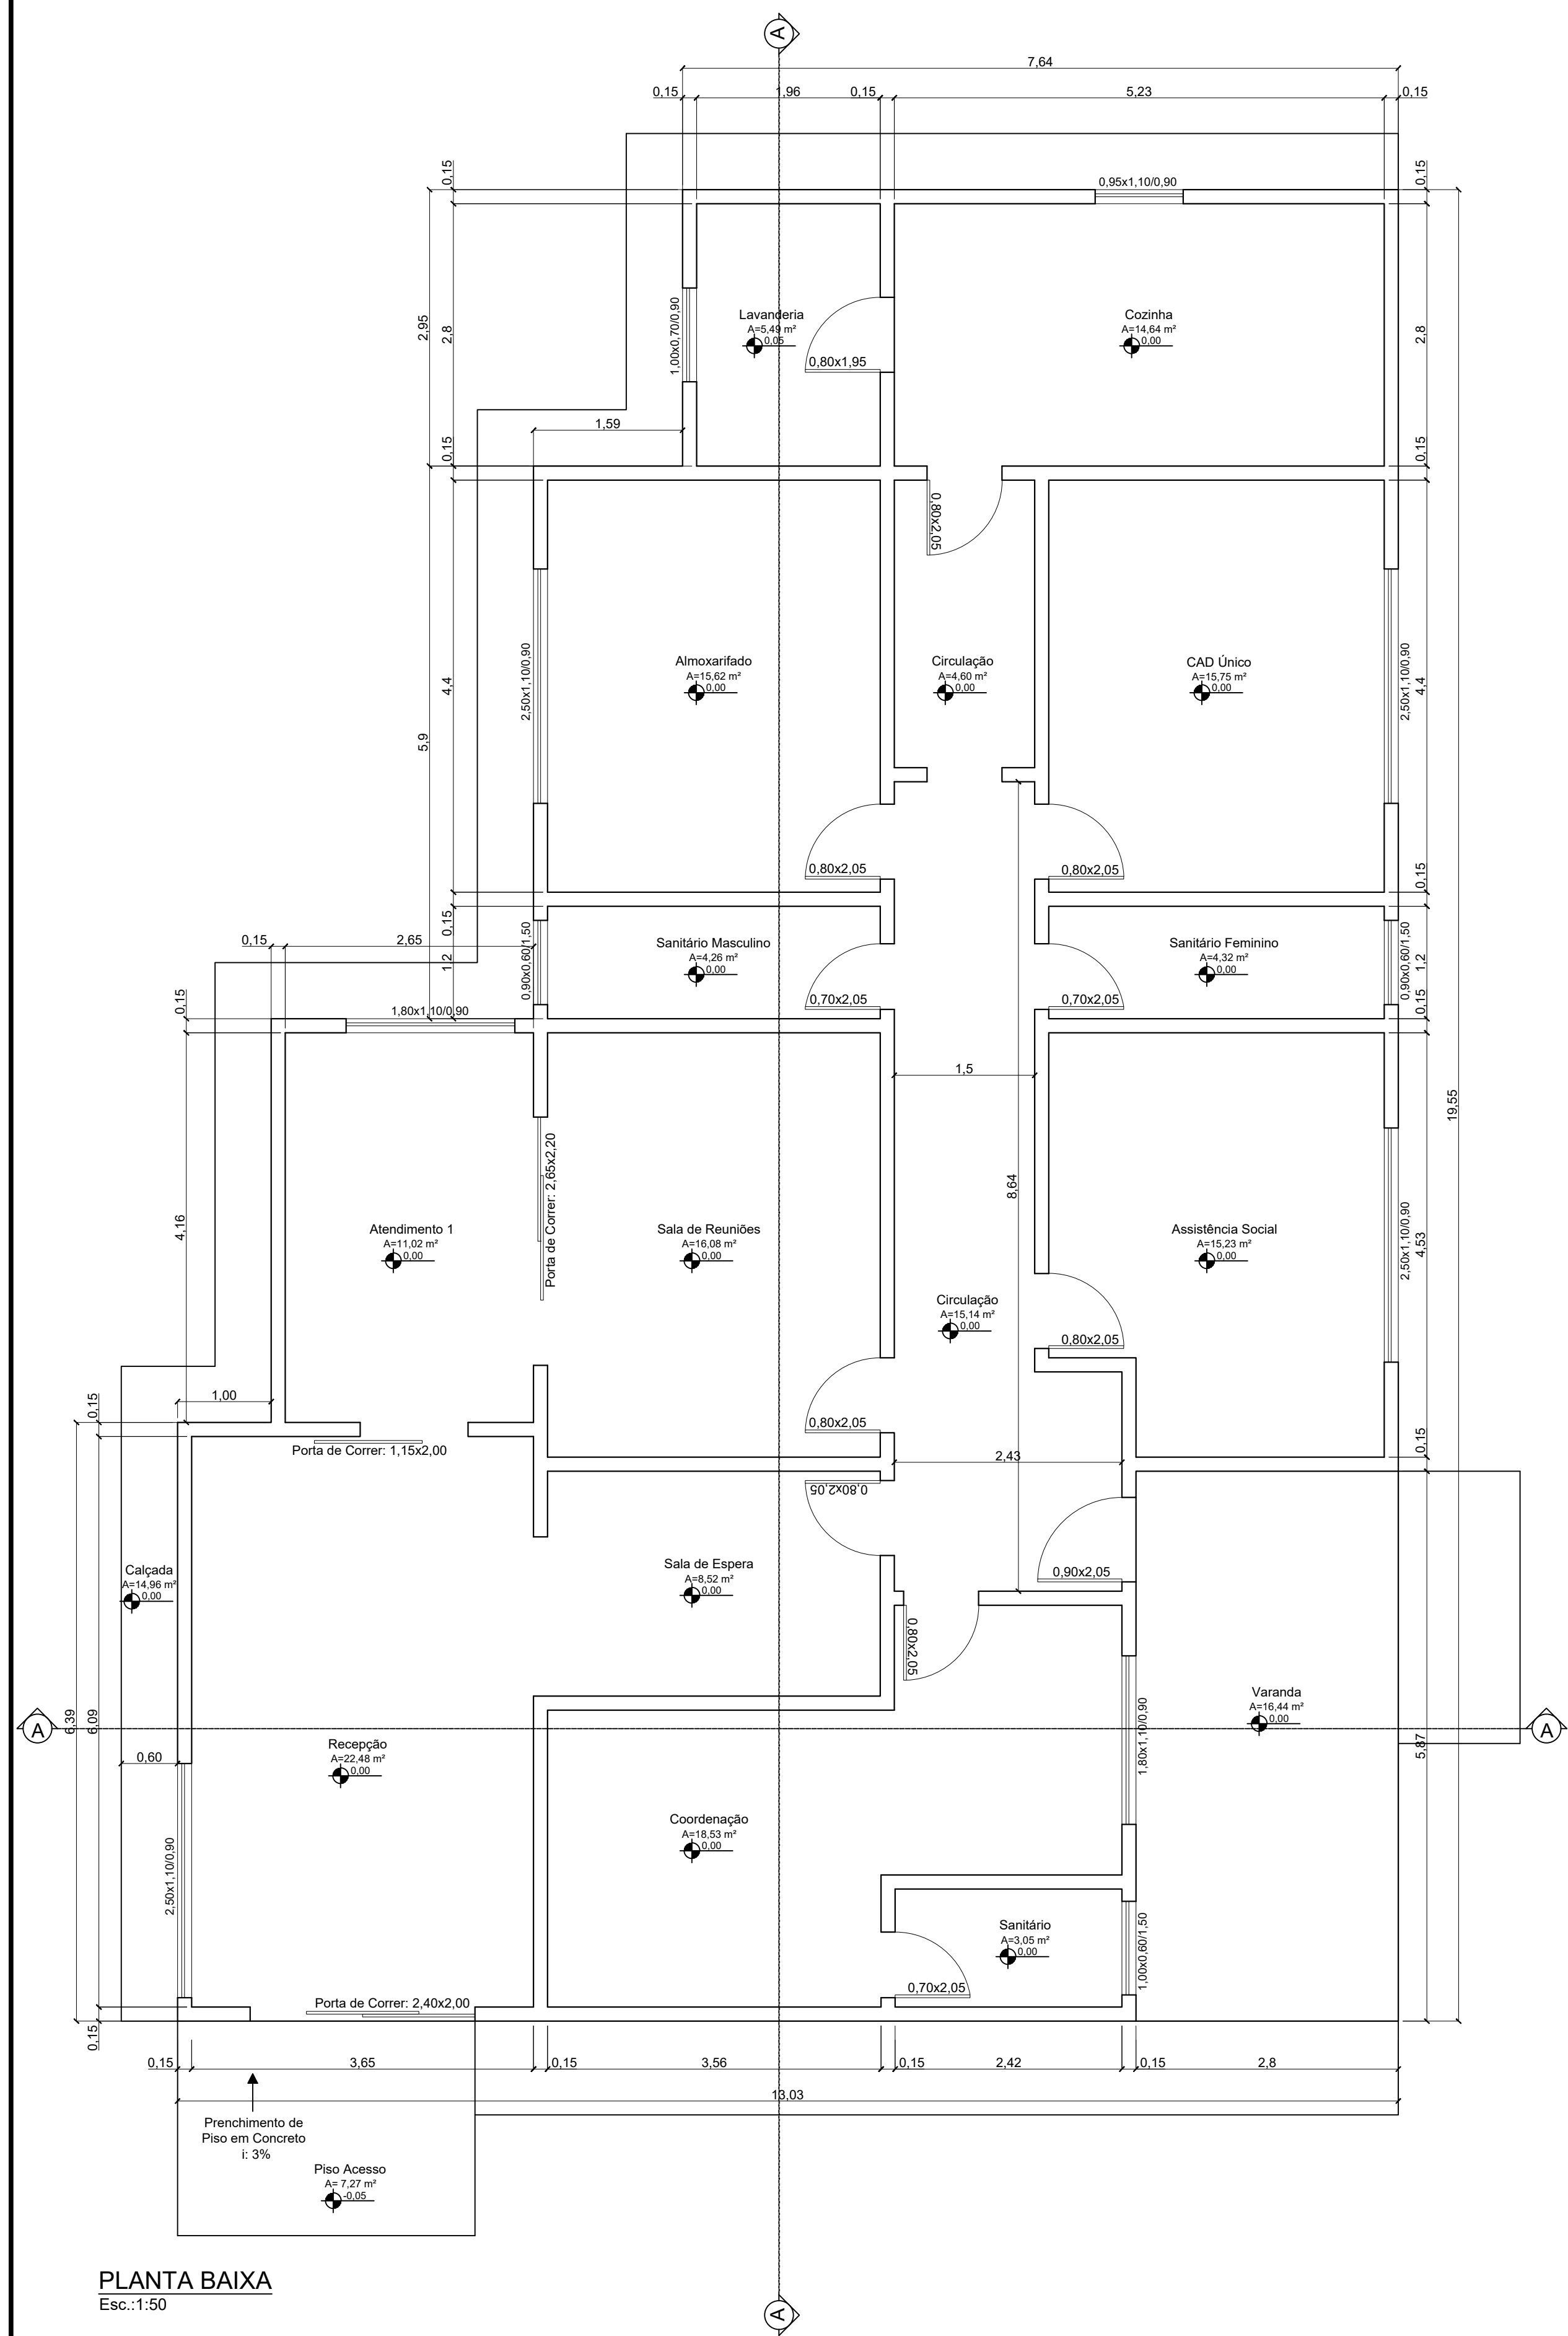 A
7,64
0,15
1,96
0,15
5,23
0,15
0,15
0,95x1,10/0,90
0,15
2,95
2,8
1,00x0,70/0,90
Lavanderia
A=5,49 m²
0,05
0,80x1,95
Cozinha
A=14,64 m²
0,00
2,8
1,59
0,15
0,15
0,80x2,05
5,9
4,4
2,50x1,10/0,90
Almoxarifado
A=15,62 m²
0,00
Circulação
A=4,60 m²
0,00
CAD Único
A=15,75 m²
0,00
2,50x1,10/0,90
4,4
0,80x2,05
0,80x2,05
0,15
0,15
2,65
0,15
1,2
0,90x0,60/1,50
Sanitário Masculino
A=4,26 m²
0,00
0,70x2,05
Sanitário Feminino
A=4,32 m²
0,00
0,70x2,05
0,90x0,60/1,50
1,2
0,15
0,15
1,80x1,10/0,90
1,5
19,55
4,16
Atendimento 1
A=11,02 m²
0,00
Porta de Correr: 2,65x2,20
Sala de Reuniões
A=16,08 m²
0,00
8,64
Assistência Social
A=15,23 m²
0,00
2,50x1,10/0,90
4,53
Circulação
A=15,14 m²
0,00
0,80x2,05
1,00
0,15
0,80x2,05
Porta de Correr: 1,15x2,00
2,43
0,15
0,80x2,05
Calçada
A=14,96 m²
0,00
Sala de Espera
A=8,52 m²
0,00
0,90x2,05
0,80x2,05
Varanda
A=16,44 m²
0,00
A
6,39
6,09
1,80x1,10/0,90
5,87
A
0,60
Recepção
A=22,48 m²
0,00
2,50x1,10/0,90
Coordenação
A=18,53 m²
0,00
Sanitário
A=3,05 m²
0,00
0,70x2,05
1,00x0,60/1,50
Porta de Correr: 2,40x2,00
0,15
0,15
3,65
0,15
3,56
0,15
2,42
0,15
2,8
13,03
Prenchimento de
Piso em Concreto
i: 3%
Piso Acesso
A= 7,27 m²
-0,05
PLANTA BAIXA
Esc.:1:50
A